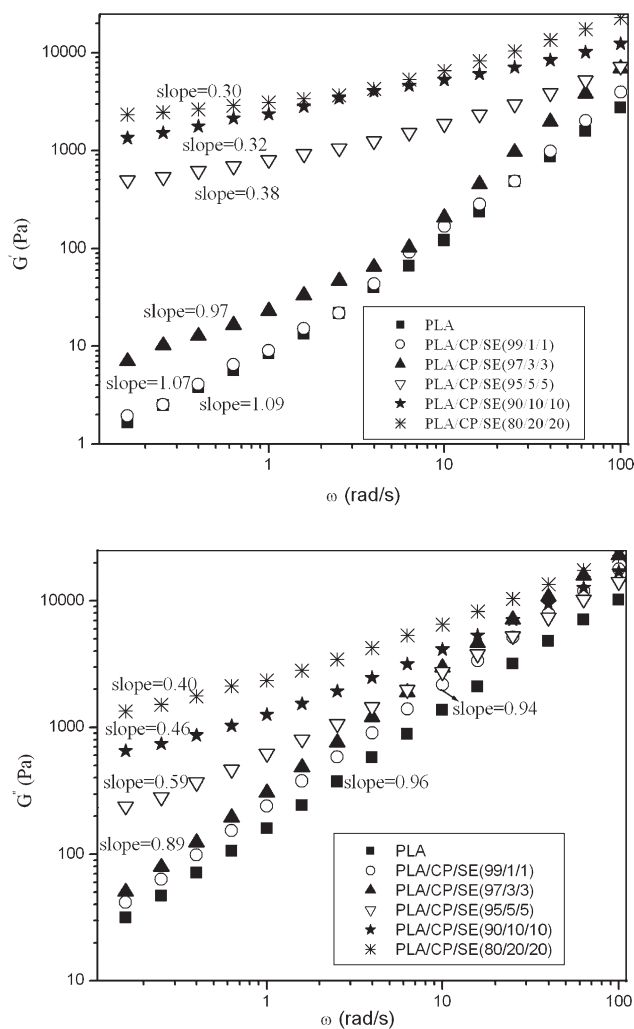 10000
1000
100
10
1
G' (Pa)
slope=0.30
slope=0.32
slope=0.38
slope=0.97
slope=1.07
slope=1.09
PLA
PLA/CP/SE(99/1/1)
PLA/CP/SE(97/3/3)
PLA/CP/SE(95/5/5)
PLA/CP/SE(90/10/10)
PLA/CP/SE(80/20/20)
1 10 100
ω (rad/s)
10000
1000
100
10
G" (Pa)
slope=0.40
slope=0.46
slope=0.59
slope=0.89
slope=0.94
slope=0.96
PLA
PLA/CP/SE(99/1/1)
PLA/CP/SE(97/3/3)
PLA/CP/SE(95/5/5)
PLA/CP/SE(90/10/10)
PLA/CP/SE(80/20/20)
1 10 100
ω (rad/s)